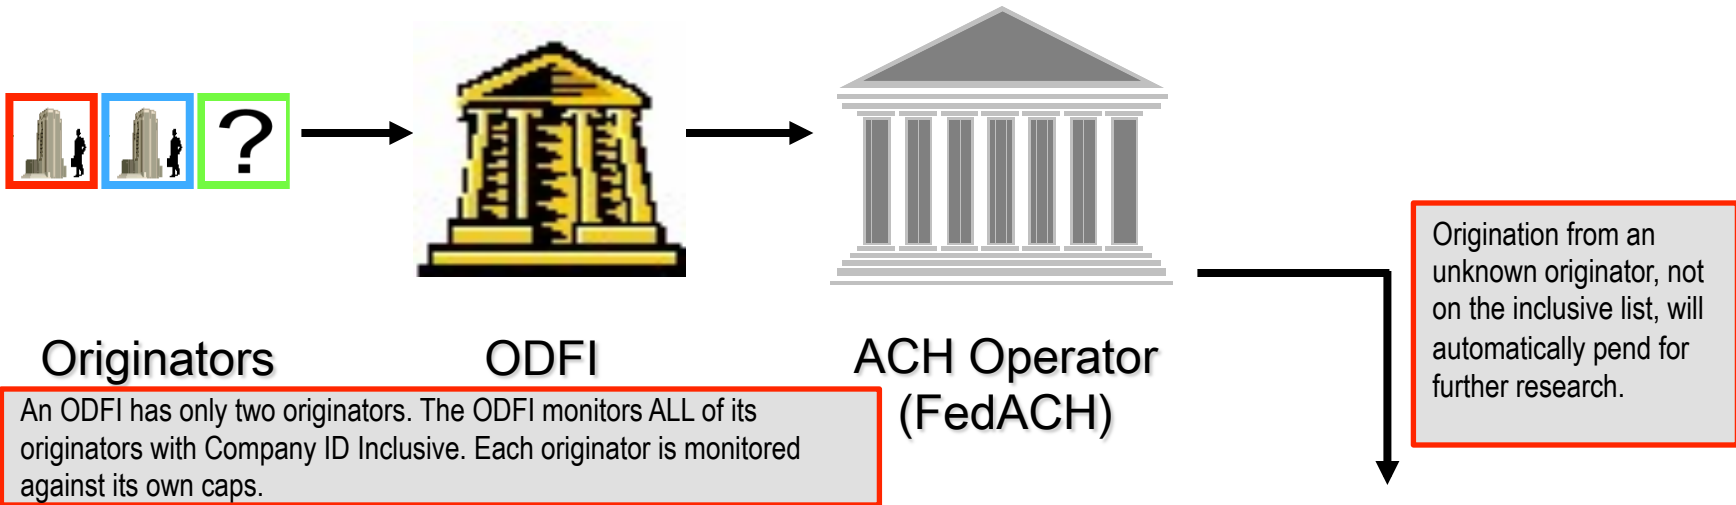 ?
Originators
ODFI
ACH Operator
(FedACH)
An ODFI has only two originators. The ODFI monitors ALL of its
originators with Company ID Inclusive. Each originator is monitored
against its own caps.
Origination from an
unknown originator, not
on the inclusive list, will
automatically pend for
further research.